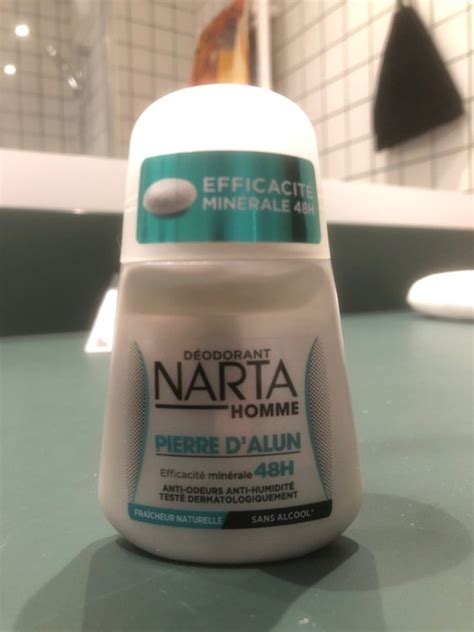 EFFICACITÉ
MINÉRALE 48H
DÉODORANT
NARTA
HOMME
PIERRE D'ALUN
Efficacité minérale 48H
ANTI-ODEURS ANTI-HUMIDITÉ
TESTÉ DERMATOLOGIQUEMENT
FRAÎCHEUR NATURELLE SANS ALCOOL*